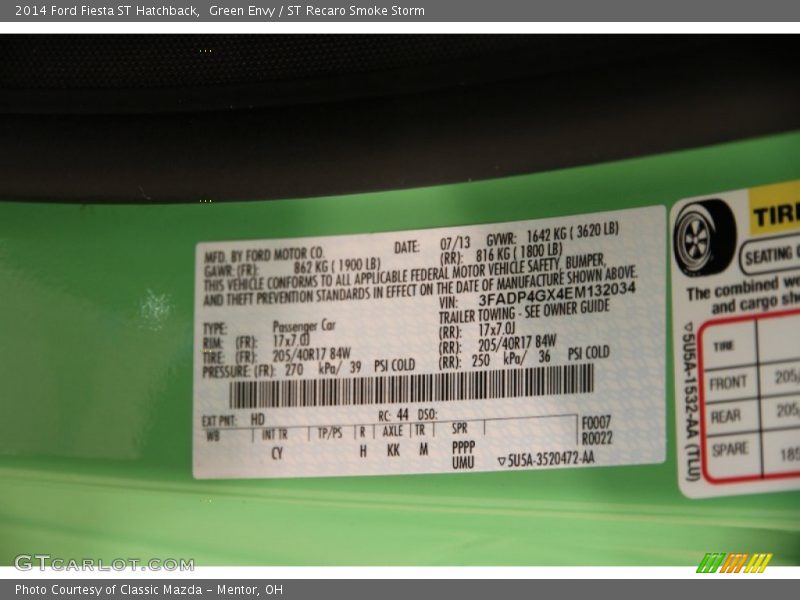 2014 Ford Fiesta ST Hatchback, Green Envy / ST Recaro Smoke Storm
MFD. BY FORD MOTOR CO.
DATE: 07/13 GVWR: 1642 KG ( 3620 LB)
GAWR: (FR): 862 KG ( 1900 LB) (RR): 816 KG ( 1800 LB)
THIS VEHICLE CONFORMS TO ALL APPLICABLE FEDERAL MOTOR VEHICLE SAFETY, BUMPER,
AND THEFT PREVENTION STANDARDS IN EFFECT ON THE DATE OF MANUFACTURE SHOWN ABOVE.
VIN: 3FADP4GX4EM132034
TYPE: Passenger Car TRAILER TOWING - SEE OWNER GUIDE
RIM: (FR): 17x7.0J (RR): 17x7.0J
TIRE: (FR): 205/40R17 84W (RR): 205/40R17 84W
PRESSURE: (FR): 270 kPa/ 39 PSI COLD (RR): 250 kPa/ 36 PSI COLD
EXT PNT: HD RC: 44 DSO:
WB INT TR TP/PS R AXLE TR SPR F0007
R0022
CY H KK M PPPP
UMU ▽5U5A-3520472-AA
TIRE
SEATING
The combined
and cargo
▽5U5A-1532-AA (TLU)
TIRE
FRONT 205
REAR 205
SPARE
GTCARLOT.COM
Photo Courtesy of Classic Mazda - Mentor, OH